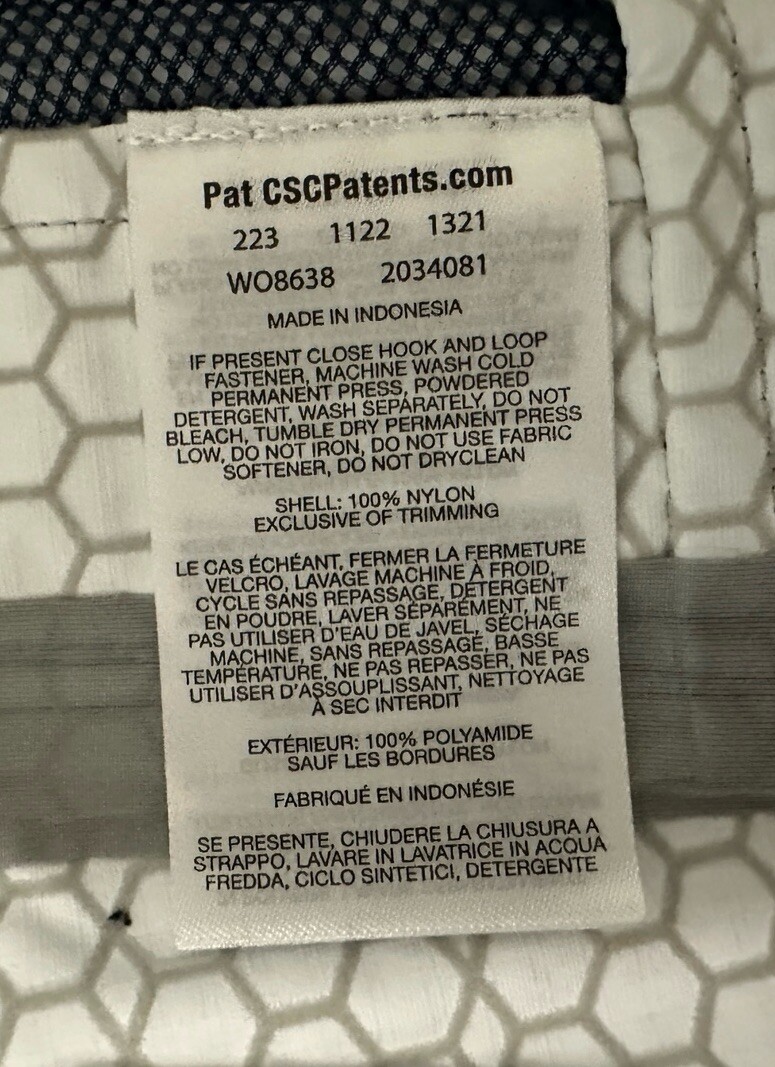 Pat CSCPatents.com
223 1122 1321
WO8638 2034081
MADE IN INDONESIA
IF PRESENT CLOSE HOOK AND LOOP
FASTENER, MACHINE WASH COLD
PERMANENT PRESS, POWDERED
DETERGENT, WASH SEPARATELY, DO NOT
BLEACH, TUMBLE DRY PERMANENT PRESS
LOW, DO NOT IRON, DO NOT USE FABRIC
SOFTENER, DO NOT DRYCLEAN
SHELL: 100% NYLON
EXCLUSIVE OF TRIMMING
LE CAS ÉCHÉANT, FERMER LA FERMETURE
VELCRO, LAVAGE MACHINE À FROID,
CYCLE SANS REPASSAGE, DÉTERGENT
EN POUDRE, LAVER SÉPARÉMENT, NE
PAS UTILISER D'EAU DE JAVEL, SÉCHAGE
MACHINE, SANS REPASSAGE, BASSE
TEMPÉRATURE, NE PAS REPASSER, NE PAS
UTILISER D'ASSOUPLISSANT, NETTOYAGE
À SEC INTERDIT
EXTÉRIEUR: 100% POLYAMIDE
SAUF LES BORDURES
FABRIQUÉ EN INDONÉSIE
SE PRESENTE, CHIUDERE LA CHIUSURA A
STRAPPO, LAVARE IN LAVATRICE IN ACQUA
FREDDA, CICLO SINTETICI, DETERGENTE